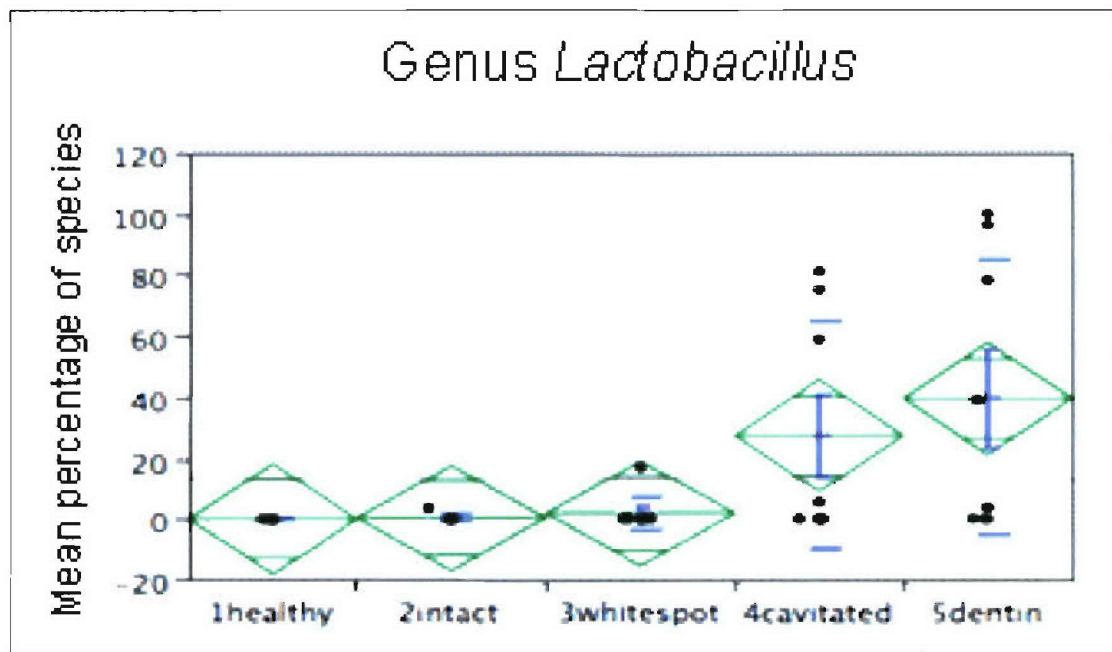 Genus Lactobacillus
Mean percentage of species
120
100
80
60
40
20
0
-20
1healthy 2intact 3whitespot 4cavitated 5dentin